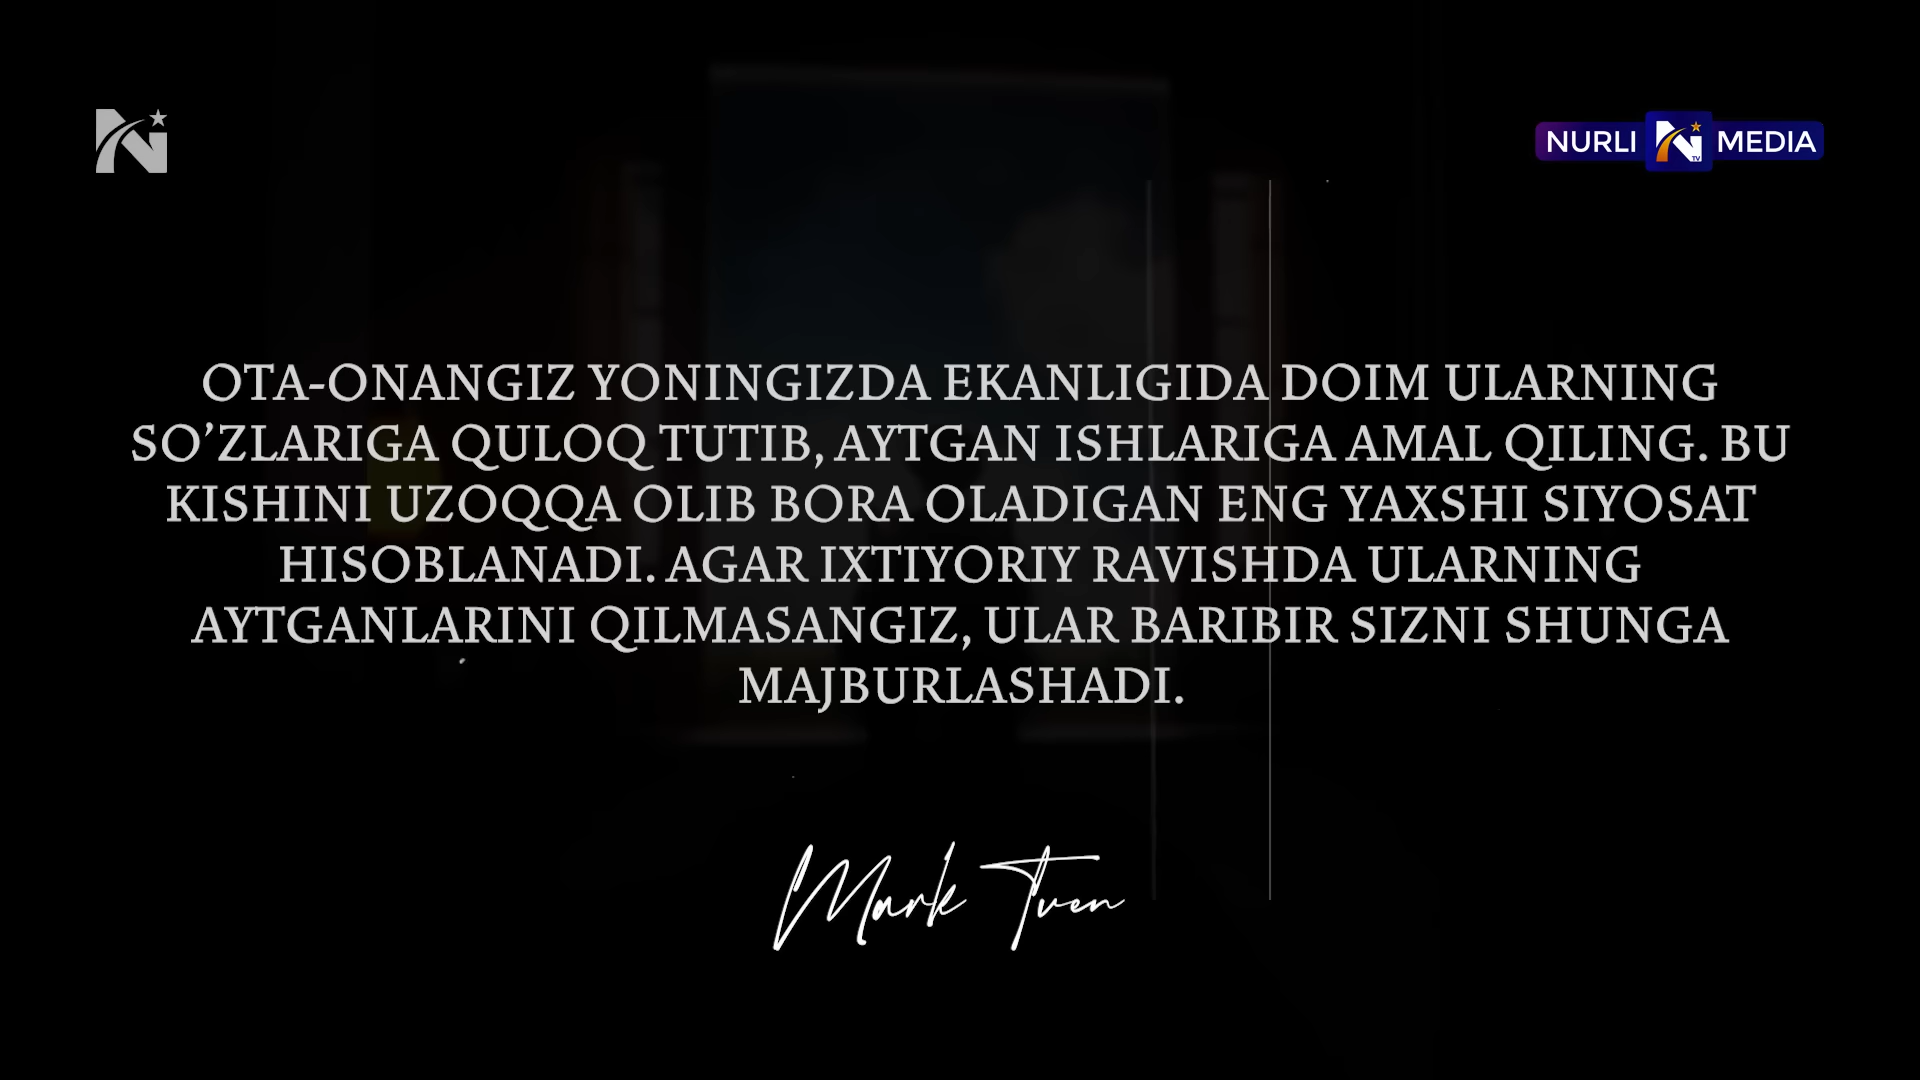 NURLI N TV MEDIA
OTA-ONANGIZ YONINGIZDA EKANLIGIDA DOIM ULARNING
SO’ZLARIGA QULOQ TUTIB, AYTGAN ISHLARIGA AMAL QILING. BU
KISHINI UZOQQA OLIB BORA OLADIGAN ENG YAXSHI SIYOSAT
HISOBLANADI. AGAR IXTIYORIY RAVISHDA ULARNING
AYTGANLARINI QILMASANGIZ, ULAR BARIBIR SIZNI SHUNGA
MAJBURLASHADI.
Mark Tven